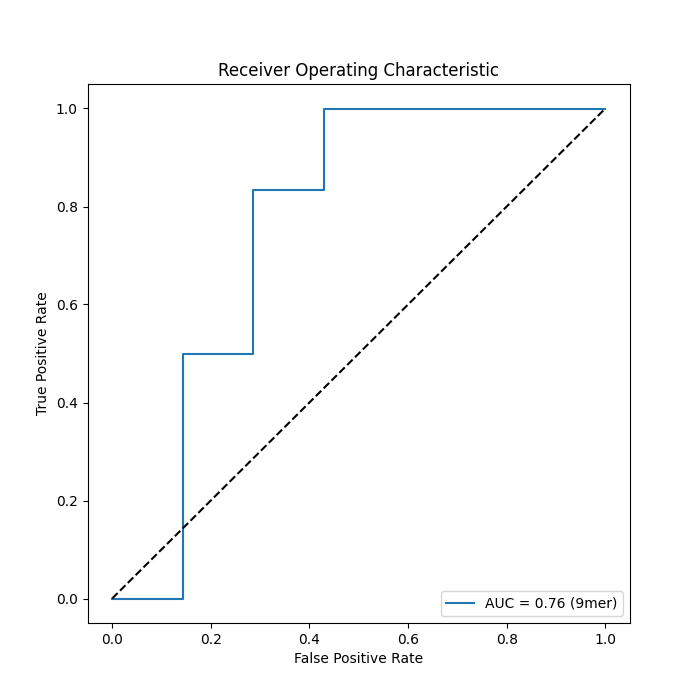 Receiver Operating Characteristic
1.0
0.8
0.6
0.4
0.2
0.0
True Positive Rate
AUC = 0.76 (9mer)
0.0 0.2 0.4 0.6 0.8 1.0
False Positive Rate